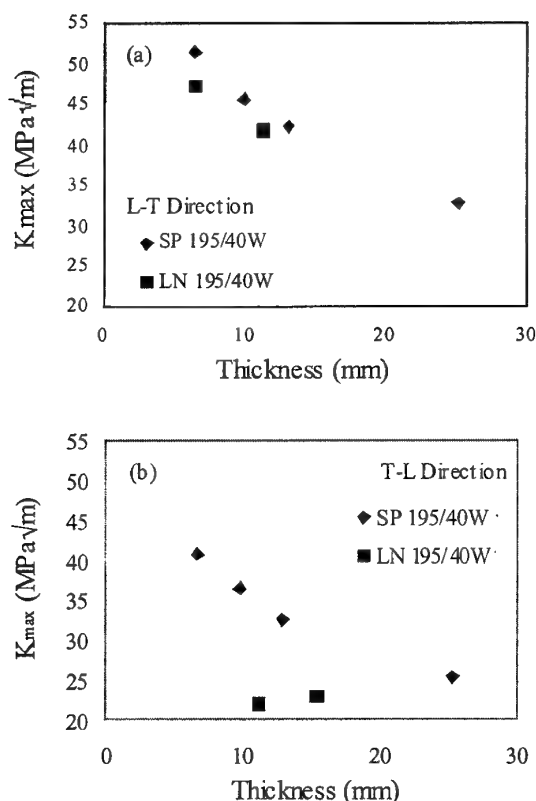 55
50
45
40
35
30
25
20
Kmax (MPa√m)
(a)
L-T Direction
SP 195/40W
LN 195/40W
0 10 20 30
Thickness (mm)
55
50
45
40
35
30
25
20
Kmax (MPa√m)
(b)
T-L Direction
SP 195/40W
LN 195/40W
0 10 20 30
Thickness (mm)